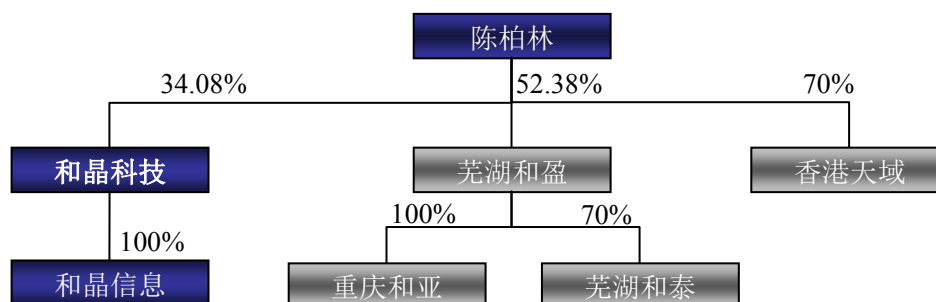 陈柏林
34.08%
52.38%
70%
和晶科技
芜湖和盈
香港天域
100%
100%
70%
和晶信息
重庆和亚
芜湖和泰